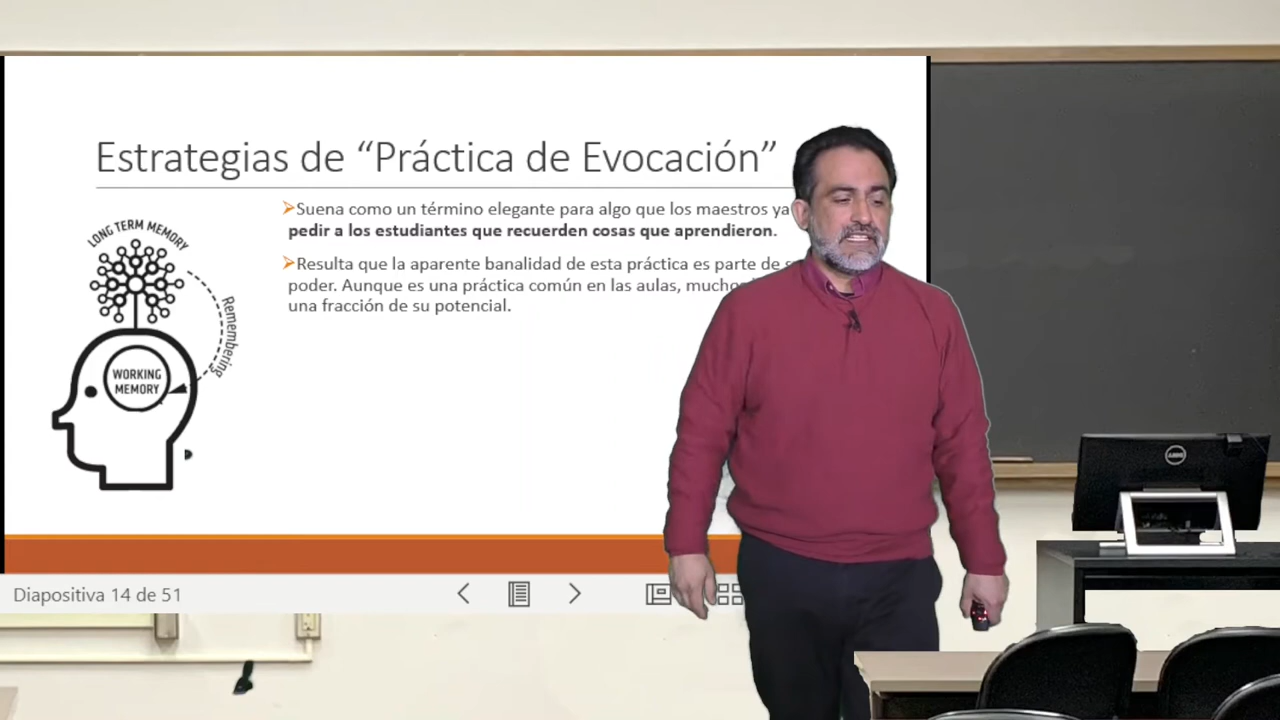 Estrategias de “Práctica de Evocación”
Suena como un término elegante para algo que los maestros ya
pedir a los estudiantes que recuerden cosas que aprendieron.
Resulta que la aparente banalidad de esta práctica es parte de
poder. Aunque es una práctica común en las aulas,
una fracción de su potencial.
LONG TERM MEMORY
Remembering
WORKING
MEMORY
Diapositiva 14 de 51
DELL